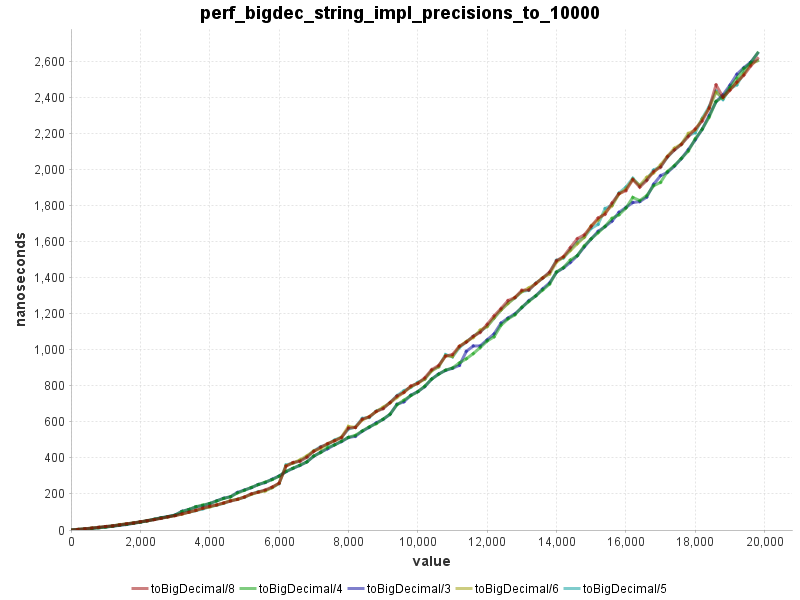 perf_bigdec_string_impl_precisions_to_10000
nanoseconds
2,600
2,400
2,200
2,000
1,800
1,600
1,400
1,200
1,000
800
600
400
200
0
0 2,000 4,000 6,000 8,000 10,000 12,000 14,000 16,000 18,000 20,000
value
toBigDecimal/8 toBigDecimal/4 toBigDecimal/3 toBigDecimal/6 toBigDecimal/5